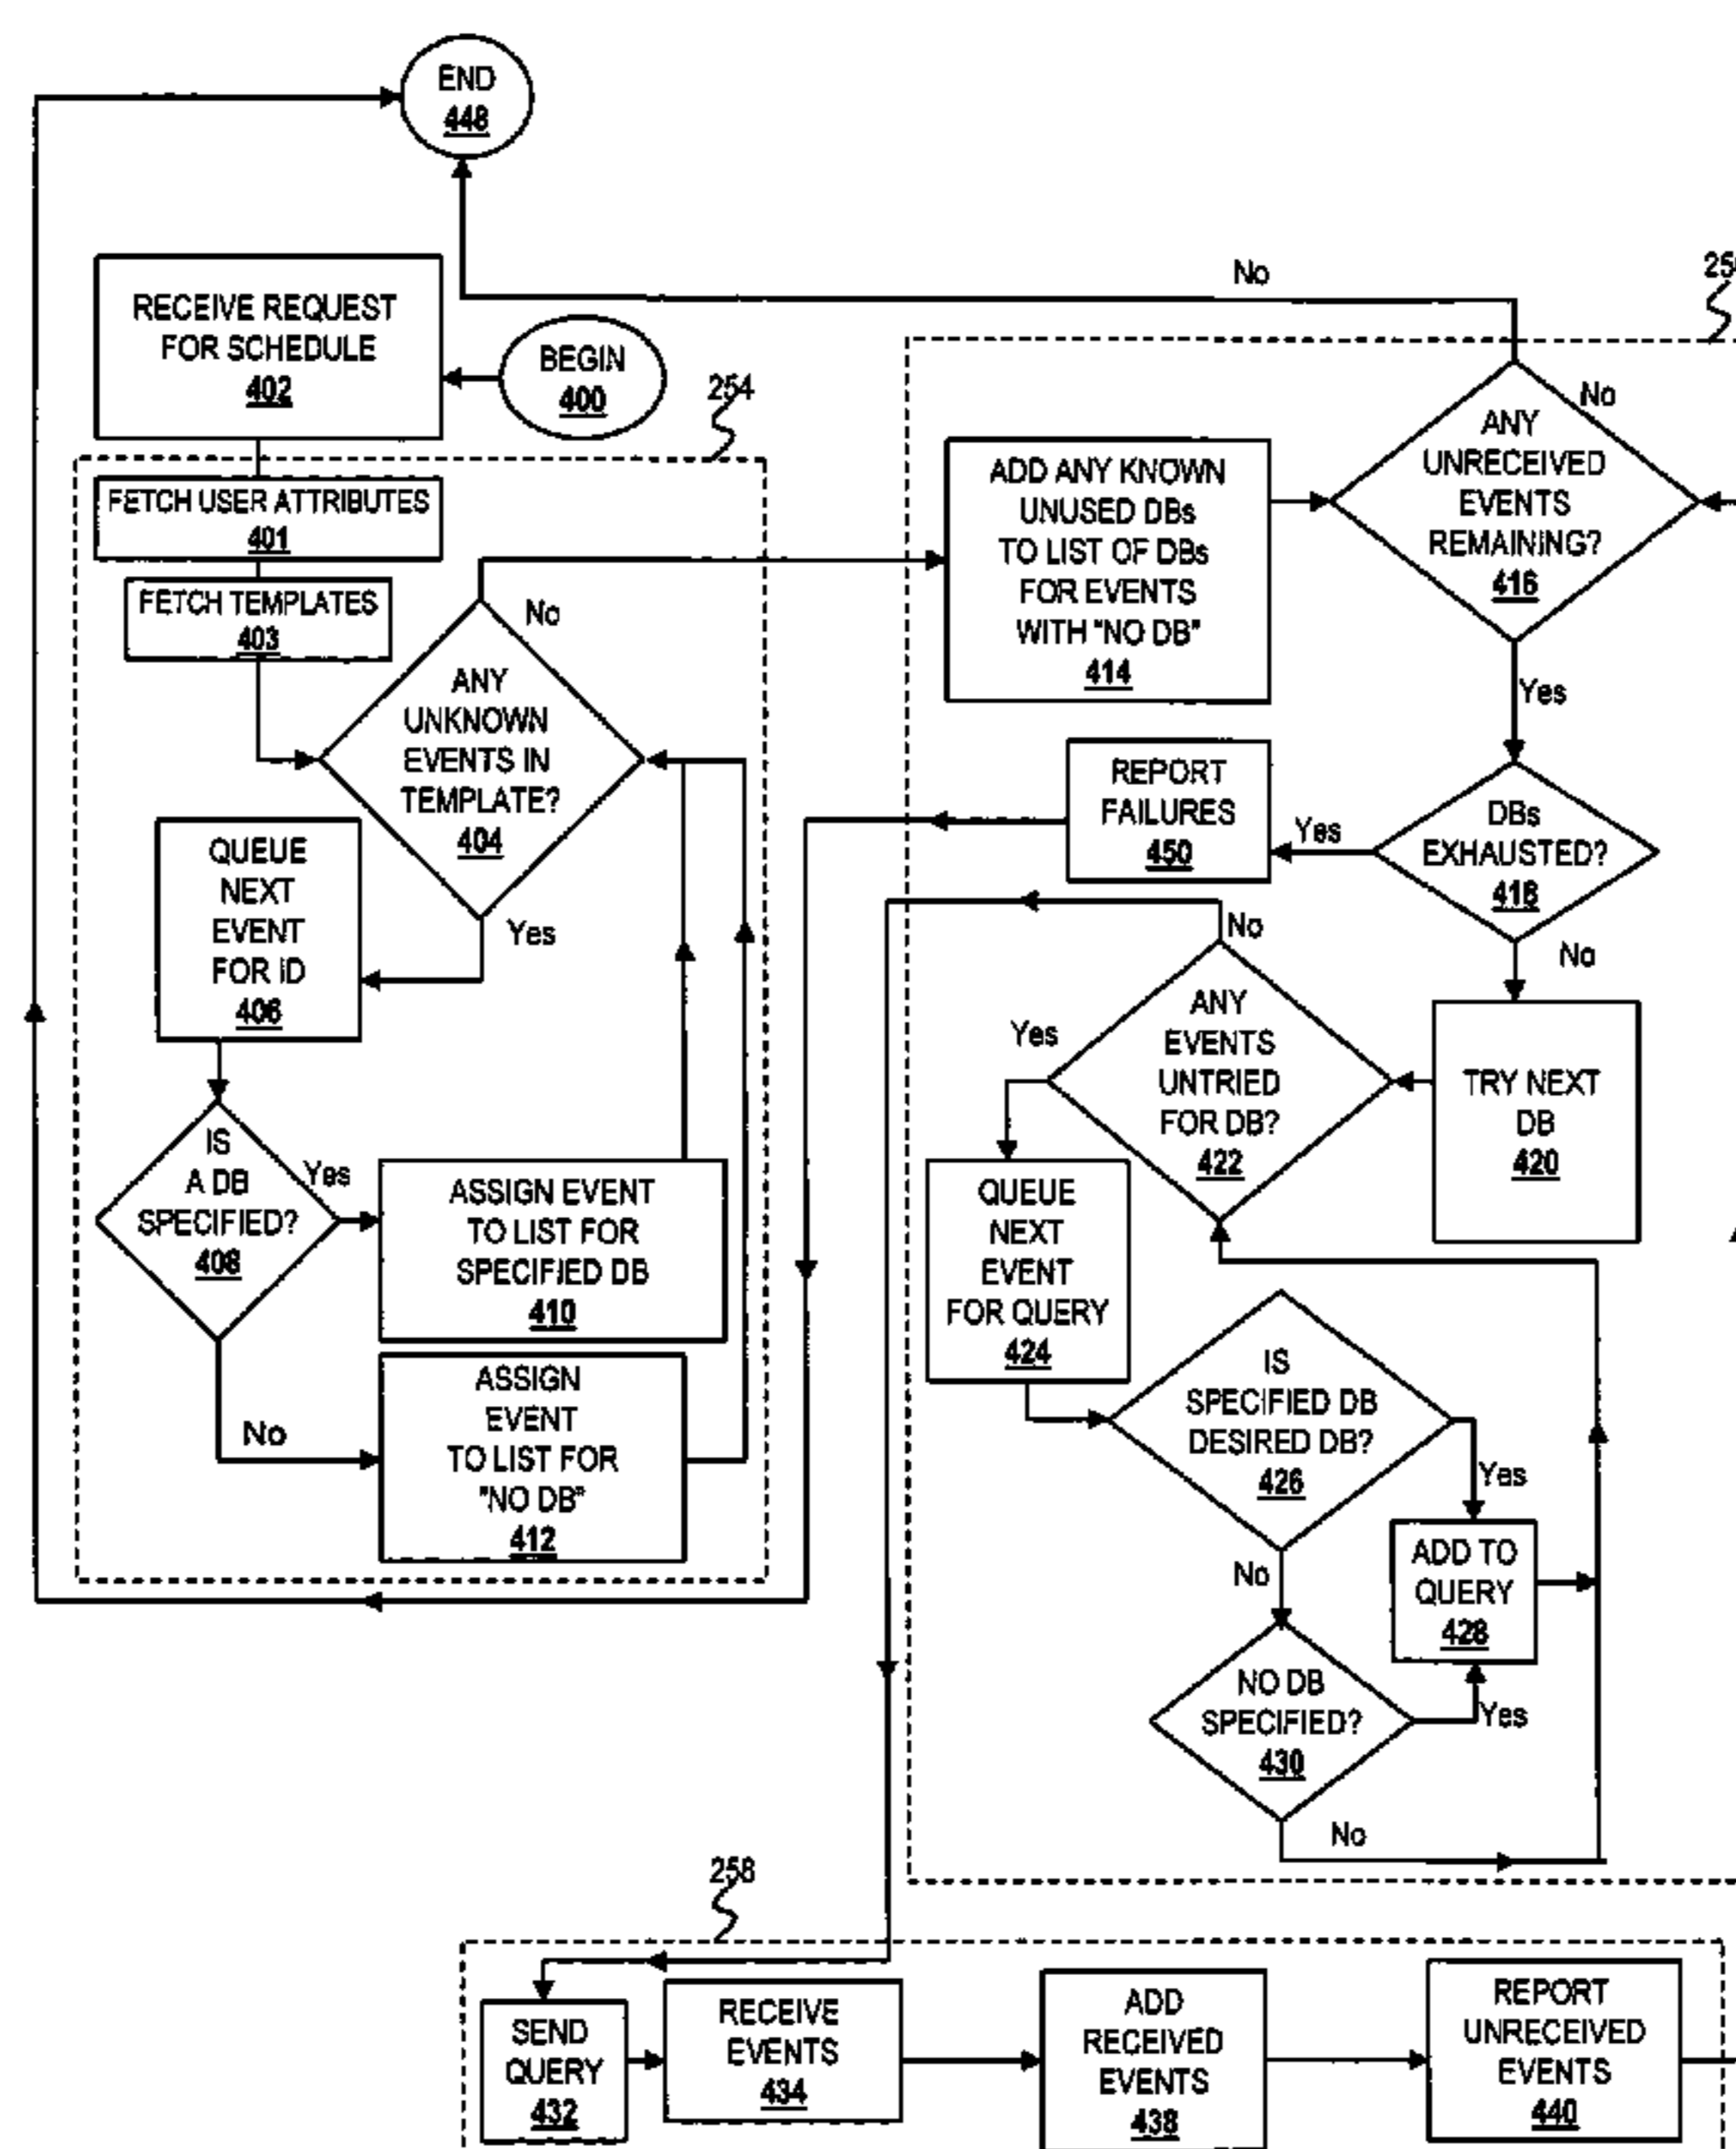 END
448
RECEIVE REQUEST
FOR SCHEDULE
402
BEGIN
400
254
FETCH USER ATTRIBUTES
401
FETCH TEMPLATES
403
ANY
UNKNOWN
EVENTS IN
TEMPLATE?
404
No
Yes
QUEUE
NEXT
EVENT
FOR ID
406
IS
A DB
SPECIFIED?
408
Yes
No
ASSIGN EVENT
TO LIST FOR
SPECIFIED DB
410
ASSIGN
EVENT
TO LIST FOR
"NO DB"
412
No
ADD ANY KNOWN
UNUSED DBs
TO LIST OF DBs
FOR EVENTS
WITH "NO DB"
414
ANY
UNRECEIVED
EVENTS
REMAINING?
416
No
Yes
REPORT
FAILURES
450
Yes
DBs
EXHAUSTED?
418
No
TRY NEXT
DB
420
ANY
EVENTS
UNTRIED
FOR DB?
422
No
Yes
QUEUE
NEXT
EVENT
FOR QUERY
424
IS
SPECIFIED DB
DESIRED DB?
426
Yes
No
ADD TO
QUERY
428
NO DB
SPECIFIED?
430
Yes
No
258
SEND
QUERY
432
RECEIVE
EVENTS
434
ADD
RECEIVED
EVENTS
438
REPORT
UNRECEIVED
EVENTS
440